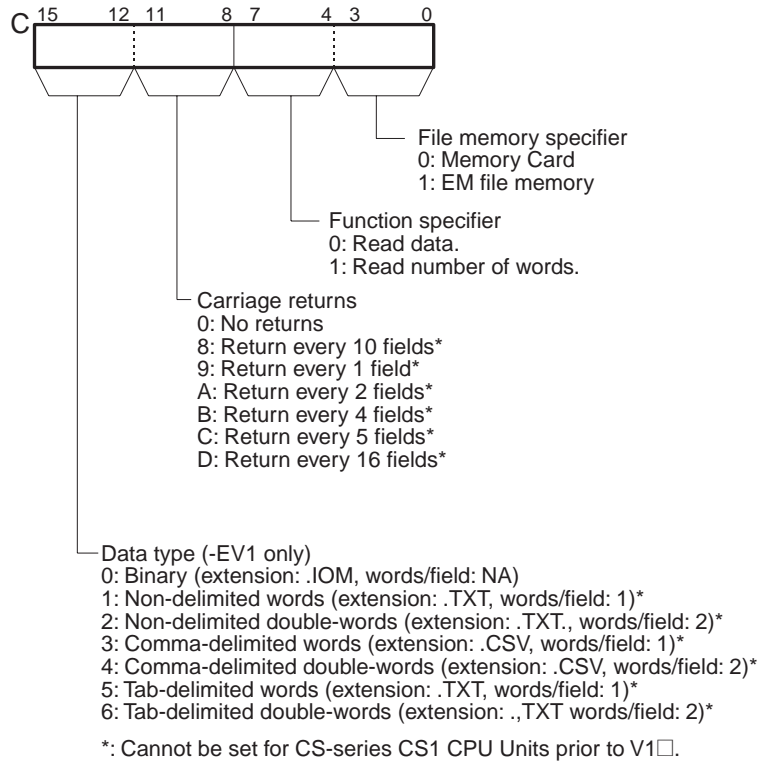 C 15 12 11 8 7 4 3 0
File memory specifier
0: Memory Card
1: EM file memory
Function specifier
0: Read data.
1: Read number of words.
Carriage returns
0: No returns
8: Return every 10 fields*
9: Return every 1 field*
A: Return every 2 fields*
B: Return every 4 fields*
C: Return every 5 fields*
D: Return every 16 fields*
Data type (-EV1 only)
0: Binary (extension: .IOM, words/field: NA)
1: Non-delimited words (extension: .TXT, words/field: 1)*
2: Non-delimited double-words (extension: .TXT., words/field: 2)*
3: Comma-delimited words (extension: .CSV, words/field: 1)*
4: Comma-delimited double-words (extension: .CSV, words/field: 2)*
5: Tab-delimited words (extension: .TXT, words/field: 1)*
6: Tab-delimited double-words (extension: .,TXT words/field: 2)*
*: Cannot be set for CS-series CS1 CPU Units prior to V1□.